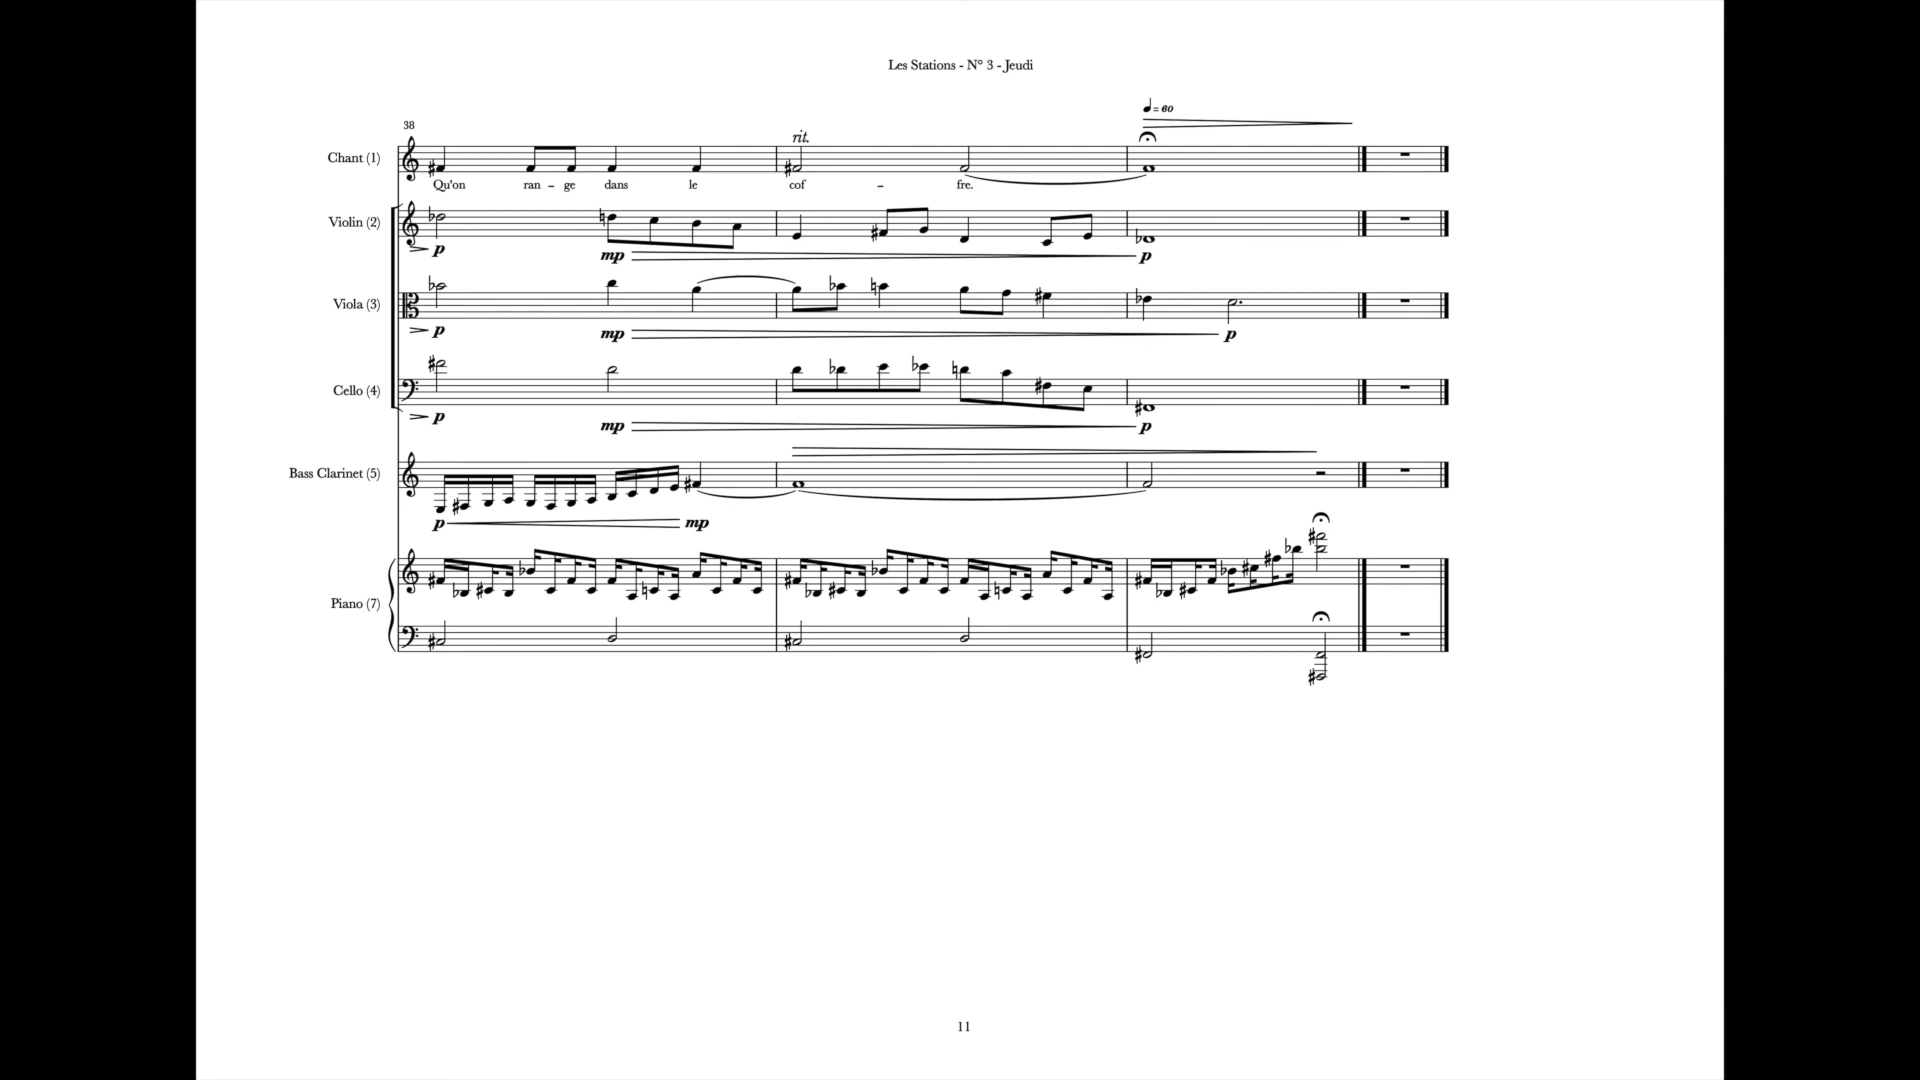 Les Stations - N° 3 - Jeudi
= 60
38
rit.
Chant (1)
Qu'on ran - ge dans le cof - fre.
Violin (2)
p mp p
Viola (3)
p mp p
Cello (4)
p mp p
Bass Clarinet (5)
p mp
Piano (7)
11